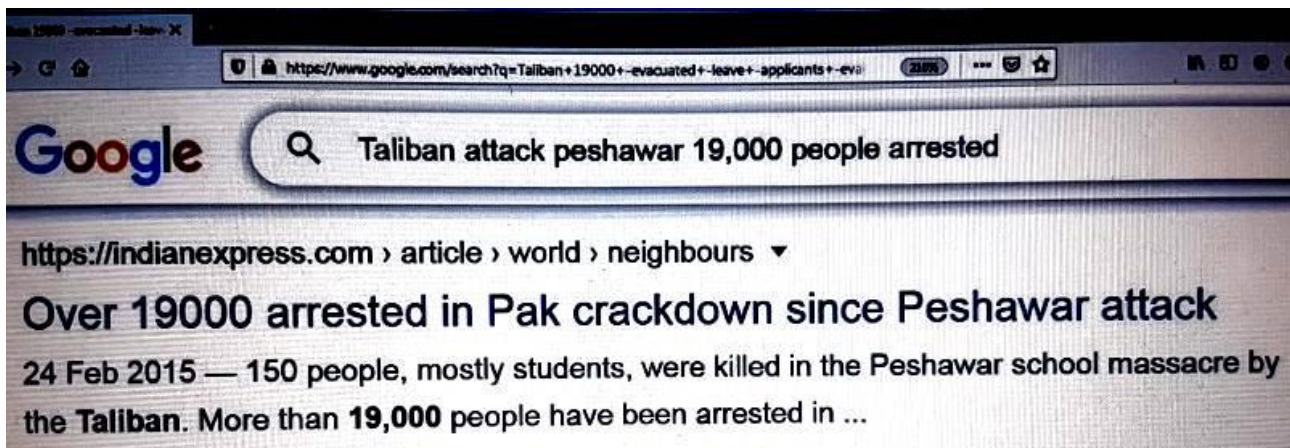 https://www.google.com/search?q=Taliban+19000+-evacuated+-leave+-applicants+-eva
Google
Taliban attack peshawar 19,000 people arrested
https://indianexpress.com › article › world › neighbours
Over 19000 arrested in Pak crackdown since Peshawar attack
24 Feb 2015 — 150 people, mostly students, were killed in the Peshawar school massacre by
the Taliban. More than 19,000 people have been arrested in ...